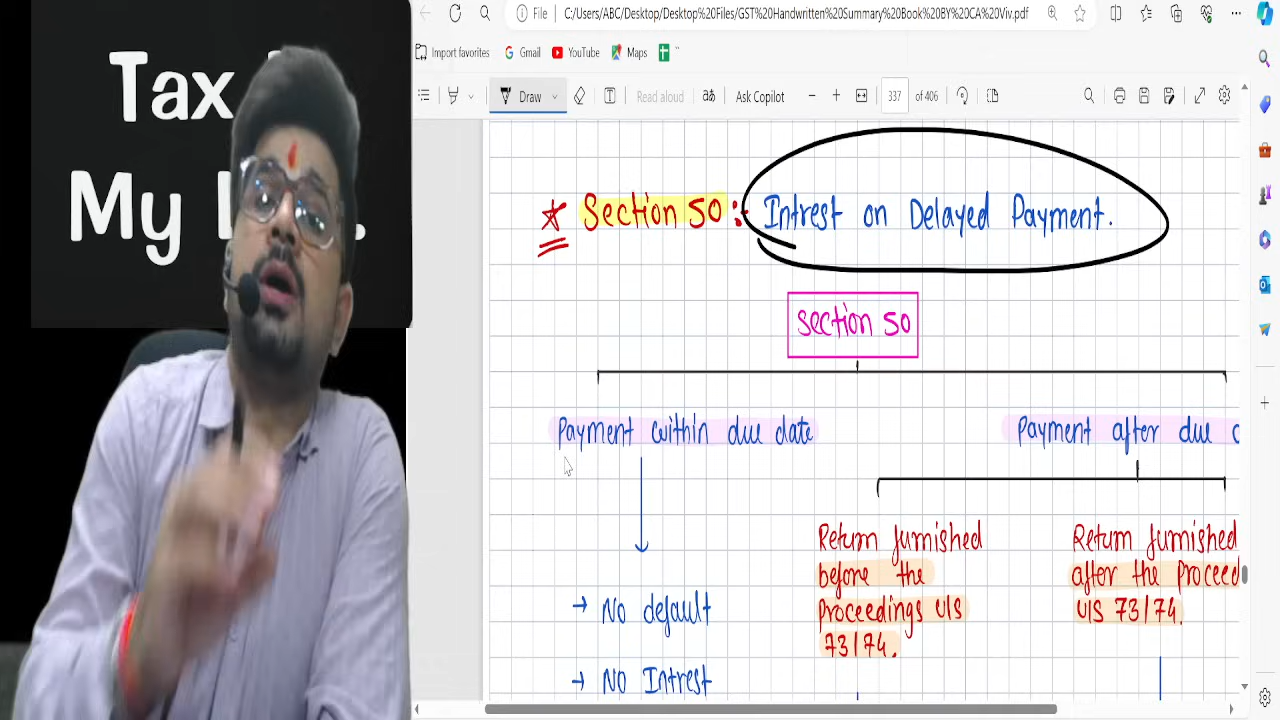 Tax
My
File C:/Users/ABC/Desktop/Desktop%20Files/GST%20Handwritten%20Summary%20Book%20BY%20CA%20Viv.pdf
Import favorites Gmail YouTube Maps
Draw Read aloud Ask Copilot 337 of 406
Section 50:- Intrest on Delayed Payment.
Section 50
Payment within due date
Payment after due
Return furnished
before the
Proceedings U/S
73/74.
Return furnished
after the Proceed
U/S 73/74.
→ No default
→ No Intrest